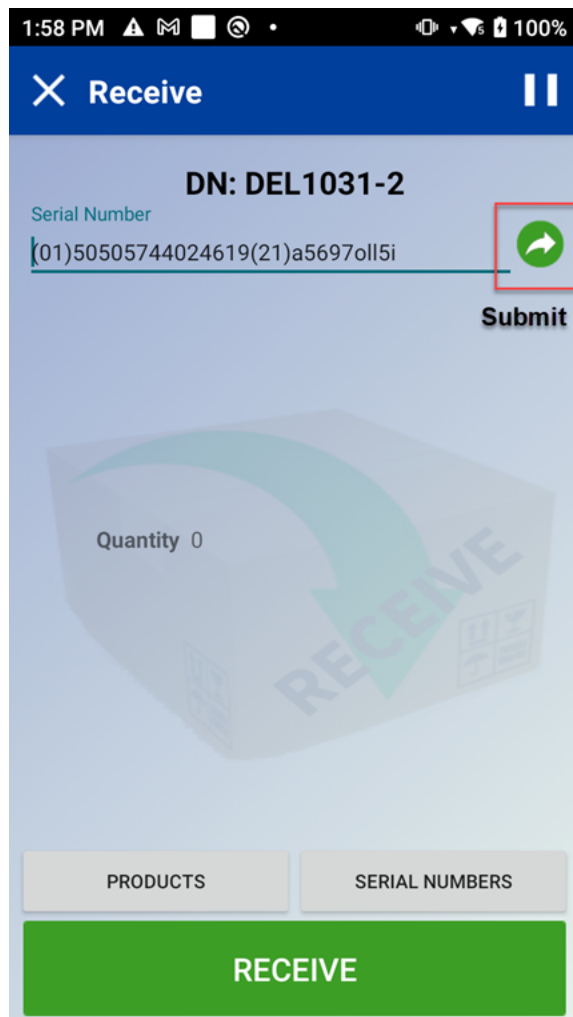 1:58 PM 5 100%
Receive
DN: DEL1031-2
Serial Number
(01)50505744024619(21)a5697oll5i
Submit
Quantity 0
RECEIVE
PRODUCTS SERIAL NUMBERS
RECEIVE